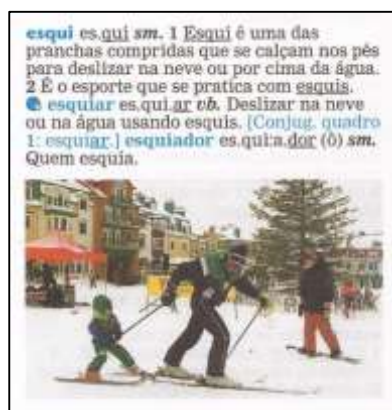 esqui es.qui sm. 1 Esqui é uma das
pranchas compridas que se calçam nos pés
para deslizar na neve ou por cima da água.
2 É o esporte que se pratica com esquis.
esquiar es.qui.ar vb. Deslizar na neve
ou na água usando esquis. [Conjug. quadro
1: esquiar.] esquiador es.qui:a.dor (ô) sm.
Quem esquia.